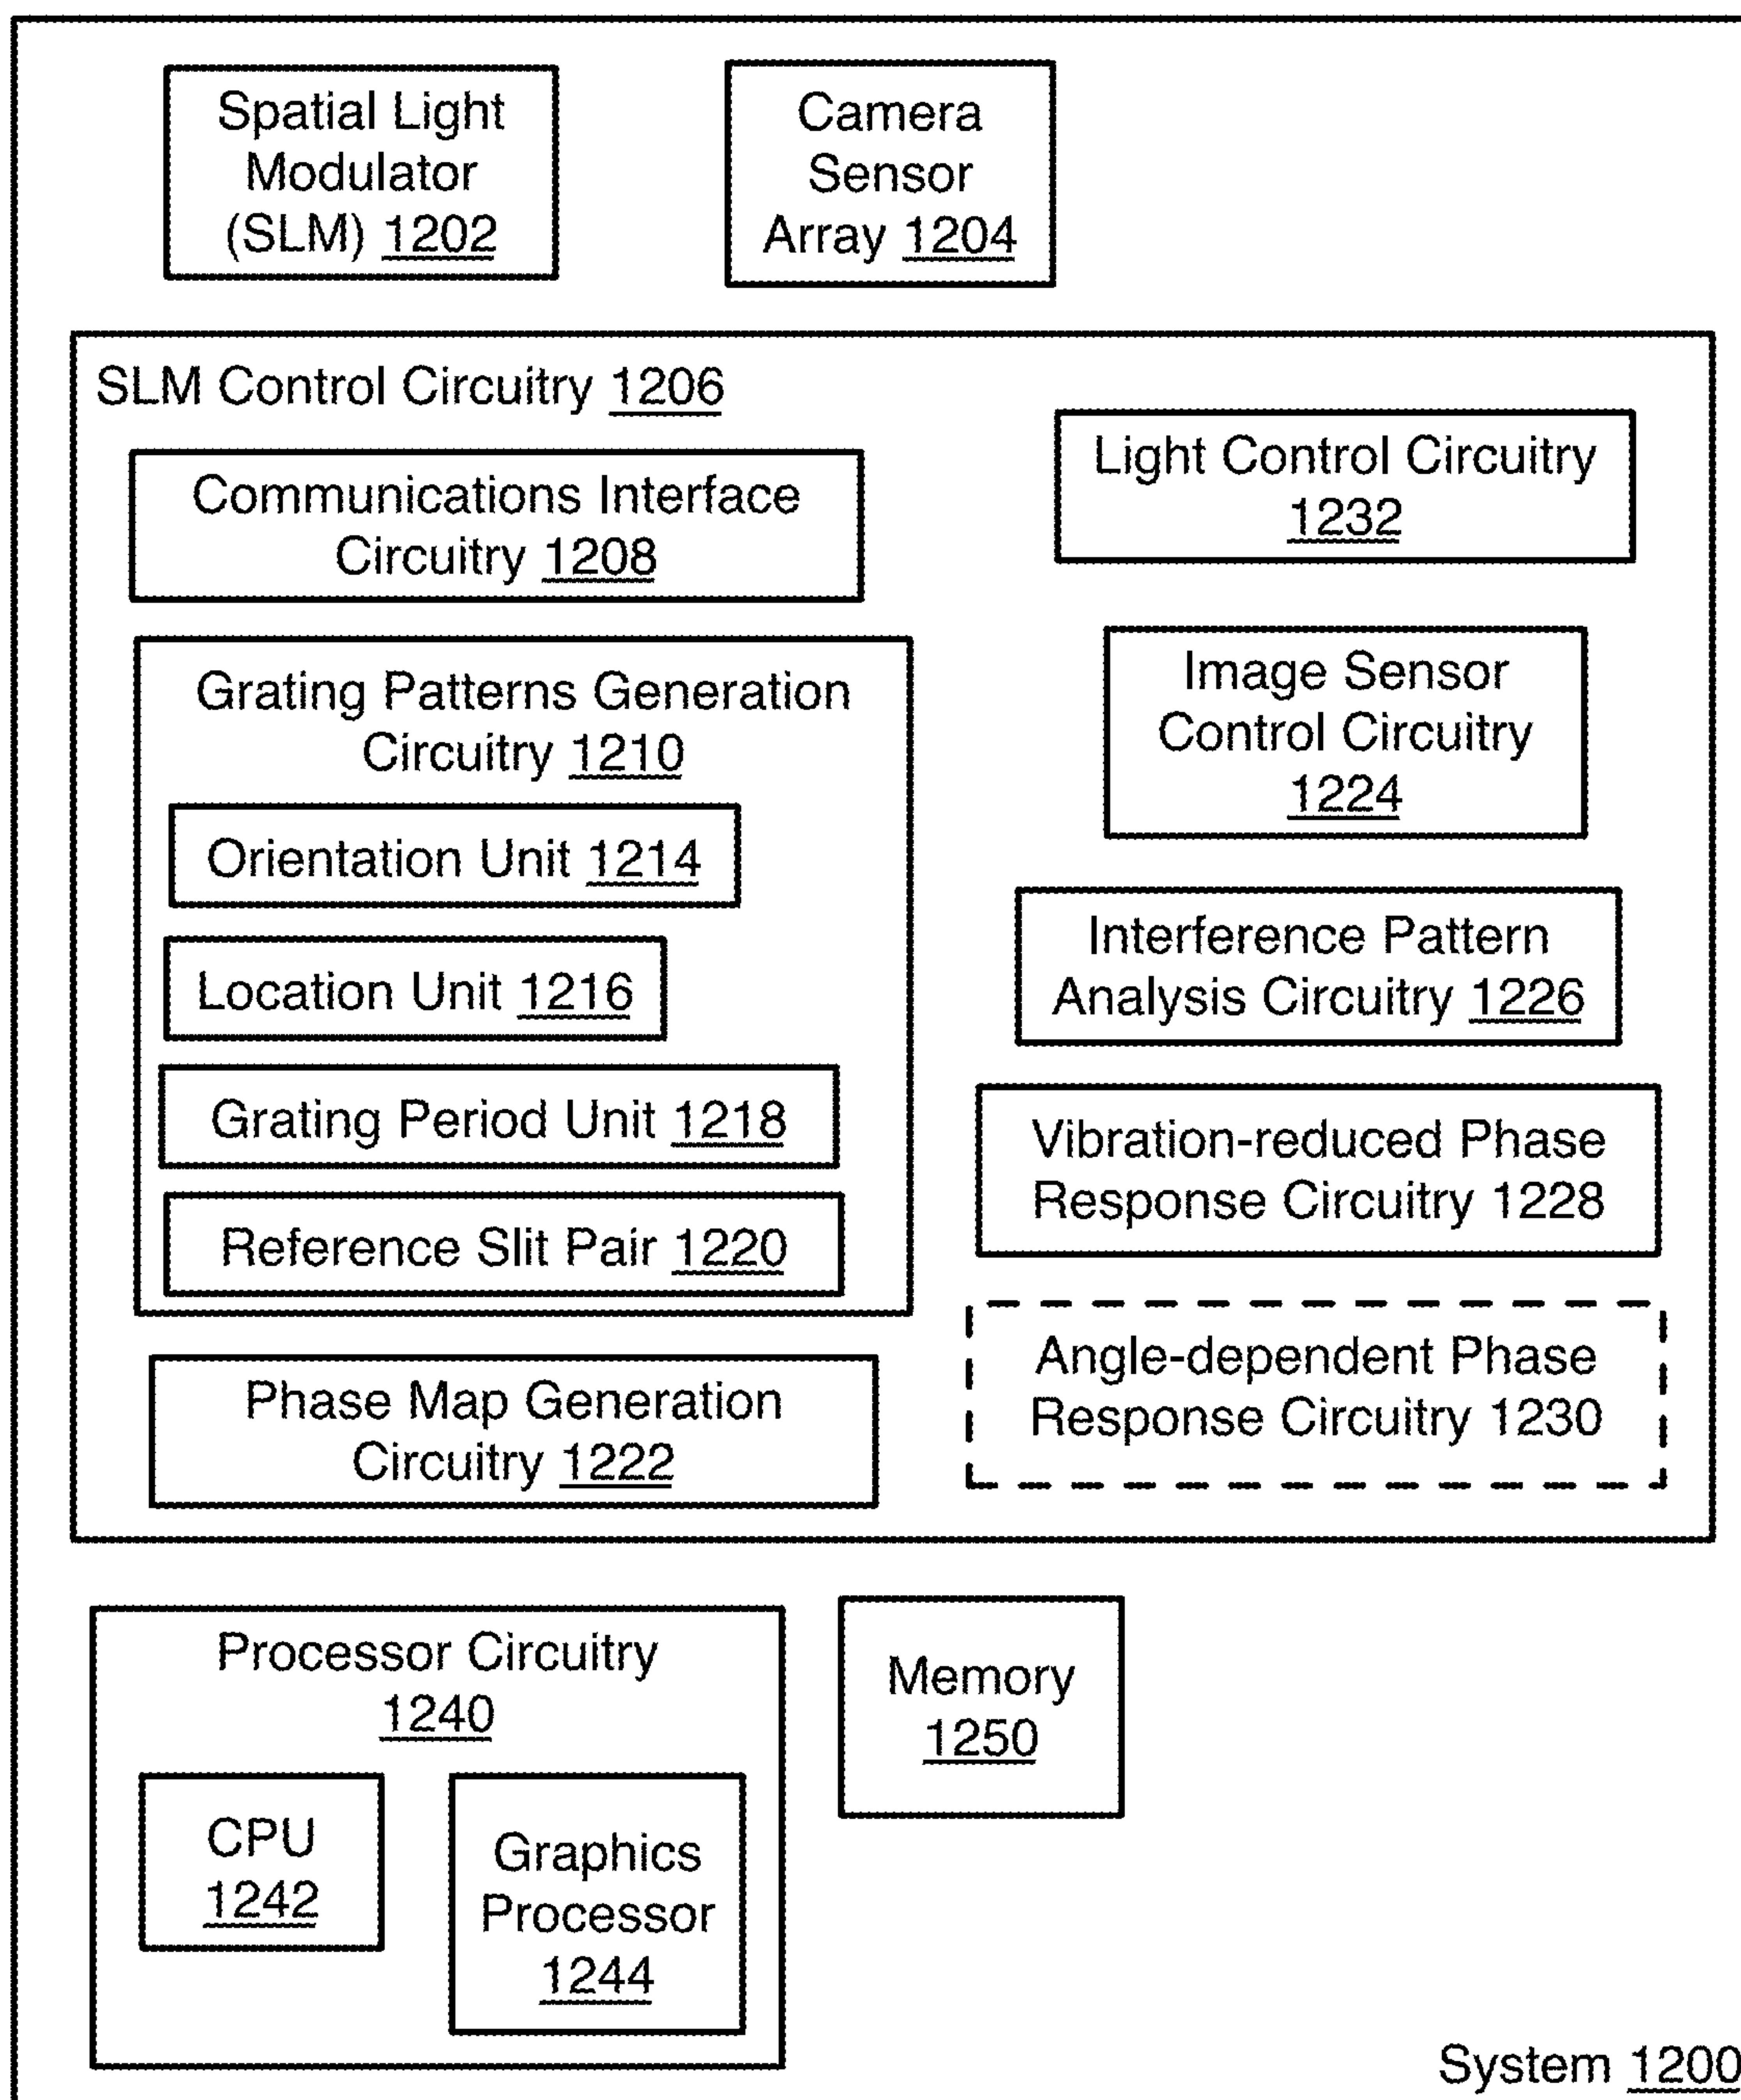 Spatial Light
Modulator
(SLM) 1202
Camera
Sensor
Array 1204
SLM Control Circuitry 1206
Communications Interface
Circuitry 1208
Grating Patterns Generation
Circuitry 1210
Orientation Unit 1214
Location Unit 1216
Grating Period Unit 1218
Reference Slit Pair 1220
Phase Map Generation
Circuitry 1222
Light Control Circuitry
1232
Image Sensor
Control Circuitry
1224
Interference Pattern
Analysis Circuitry 1226
Vibration-reduced Phase
Response Circuitry 1228
Angle-dependent Phase
Response Circuitry 1230
Processor Circuitry
1240
CPU
1242
Graphics
Processor
1244
Memory
1250
System 1200